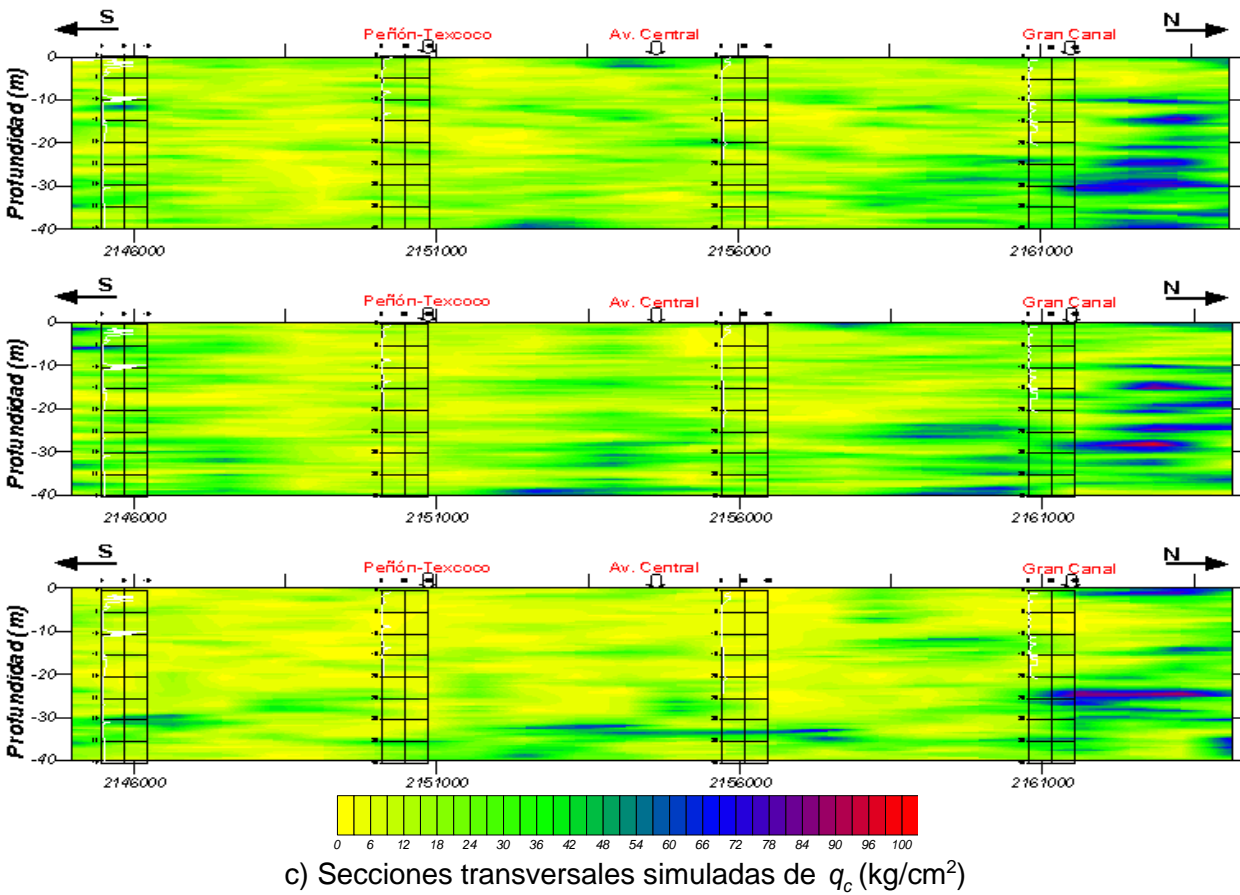 S N
Peñón-Texcoco Av. Central Gran Canal
Profundidad (m)
0
-10
-20
-30
-40
2146000 2151000 2156000 2161000
S N
Peñón-Texcoco Av. Central Gran Canal
Profundidad (m)
0
-10
-20
-30
-40
2146000 2151000 2156000 2161000
S N
Peñón-Texcoco Av. Central Gran Canal
Profundidad (m)
0
-10
-20
-30
-40
2146000 2151000 2156000 2161000
0 6 12 18 24 30 36 42 48 54 60 66 72 78 84 90 96 102
c) Secciones transversales simuladas de qc (kg/cm²)